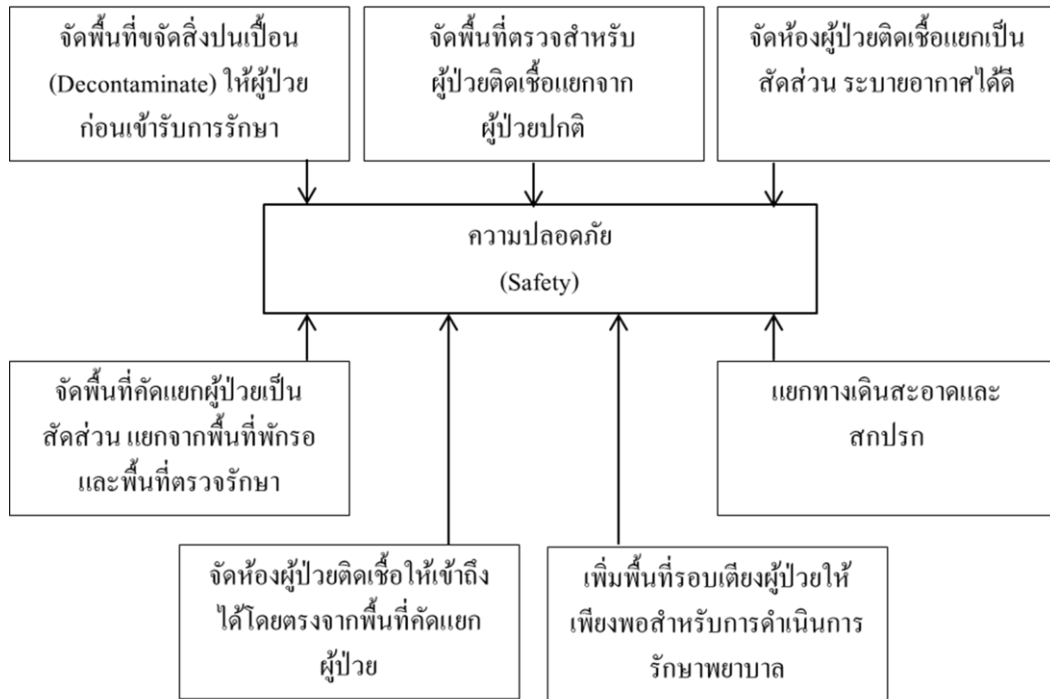 จัดพื้นที่ขจัดสิ่งปนเปื้อน
(Decontaminate) ให้ผู้ป่วย
ก่อนเข้ารับการรักษา
จัดพื้นที่ตรวจสำหรับ
ผู้ป่วยติดเชื้อแยกจาก
ผู้ป่วยปกติ
จัดห้องผู้ป่วยติดเชื้อแยกเป็น
สัดส่วน ระบายอากาศได้ดี
ความปลอดภัย
(Safety)
จัดพื้นที่คัดแยกผู้ป่วยเป็น
สัดส่วน แยกจากพื้นที่พักรอ
และพื้นที่ตรวจรักษา
แยกทางเดินสะอาดและ
สกปรก
จัดห้องผู้ป่วยติดเชื้อให้เข้าถึง
ได้โดยตรงจากพื้นที่คัดแยก
ผู้ป่วย
เพิ่มพื้นที่รอบเตียงผู้ป่วยให้
เพียงพอสำหรับการดำเนินการ
รักษาพยาบาล